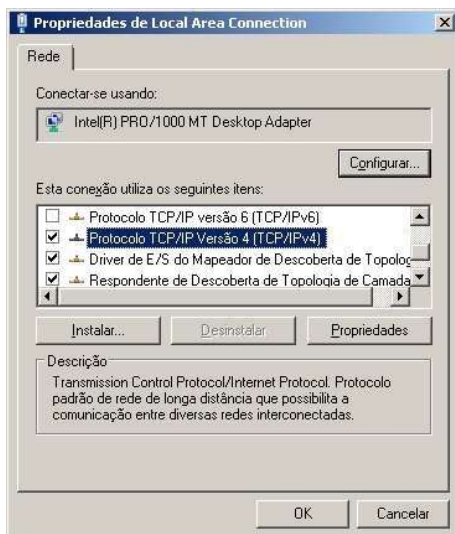 Propriedades de Local Area Connection
Rede
Conectar-se usando:
Intel(R) PRO/1000 MT Desktop Adapter
Configurar...
Esta conexão utiliza os seguintes itens:
Protocolo TCP/IP versão 6 (TCP/IPv6)
Protocolo TCP/IP Versão 4 (TCP/IPv4)
Driver de E/S do Mapeador de Descoberta de Topolog
Respondente de Descoberta de Topologia de Camada
Instalar... Desinstalar Propriedades
Descrição
Transmission Control Protocol/Internet Protocol. Protocolo
padrão de rede de longa distância que possibilita a
comunicação entre diversas redes interconectadas.
OK Cancelar